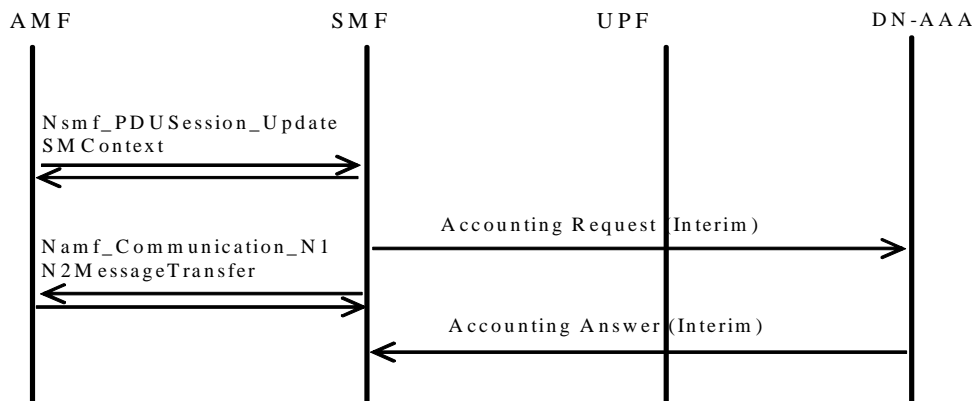 AMF
SMF
UPF
DN-AAA
Nsmf_PDUSession_Update
SMContext
Accounting Request (Interim)
Namf_Communication_N1
N2MessageTransfer
Accounting Answer (Interim)